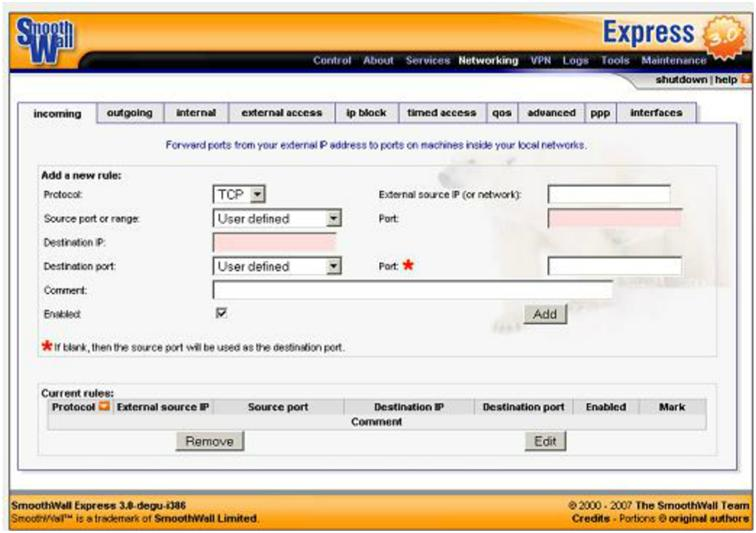 Smooth
Wall
Express 3.0
Control About Services Networking VPN Logs Tools Maintenance
shutdown | help
incoming outgoing internal external access ip block timed access qos advanced ppp interfaces
Forward ports from your external IP address to ports on machines inside your local networks.
Add a new rule:
Protocol: TCP External source IP (or network):
Source port or range: User defined Port:
Destination IP:
Destination port: User defined Port: *
Comment:
Enabled: Add
* If blank, then the source port will be used as the destination port.
Current rules:
Protocol External source IP Source port Destination IP Destination port Enabled Mark
Comment
Remove Edit
SmoothWall Express 3.0-degu-i386 © 2000 - 2007 The SmoothWall Team
SmoothWall™ is a trademark of SmoothWall Limited. Credits - Portions © original authors